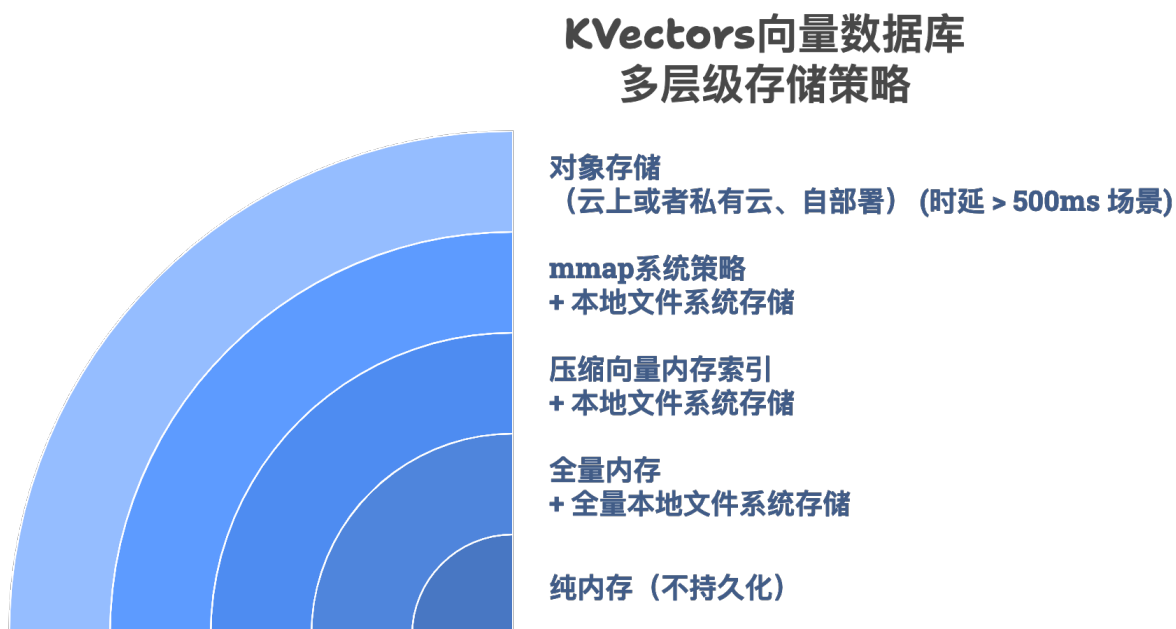 KVectors向量数据库
多层级存储策略
对象存储
（云上或者私有云、自部署） (时延 > 500ms 场景)
mmap系统策略
+ 本地文件系统存储
压缩向量内存索引
+ 本地文件系统存储
全量内存
+ 全量本地文件系统存储
纯内存（不持久化）